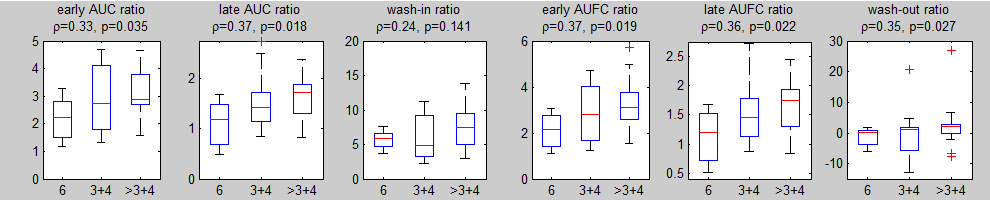 early AUC ratio
ρ=0.33, p=0.035
5
4
3
2
1
0
6 3+4 >3+4
late AUC ratio
ρ=0.37, p=0.018
2
1
0
6 3+4 >3+4
wash-in ratio
ρ=0.24, p=0.141
20
15
10
5
0
6 3+4 >3+4
early AUFC ratio
ρ=0.37, p=0.019
6
4
2
0
6 3+4 >3+4
late AUFC ratio
ρ=0.36, p=0.022
2.5
2
1.5
1
0.5
6 3+4 >3+4
wash-out ratio
ρ=0.35, p=0.027
30
20
10
0
-10
6 3+4 >3+4